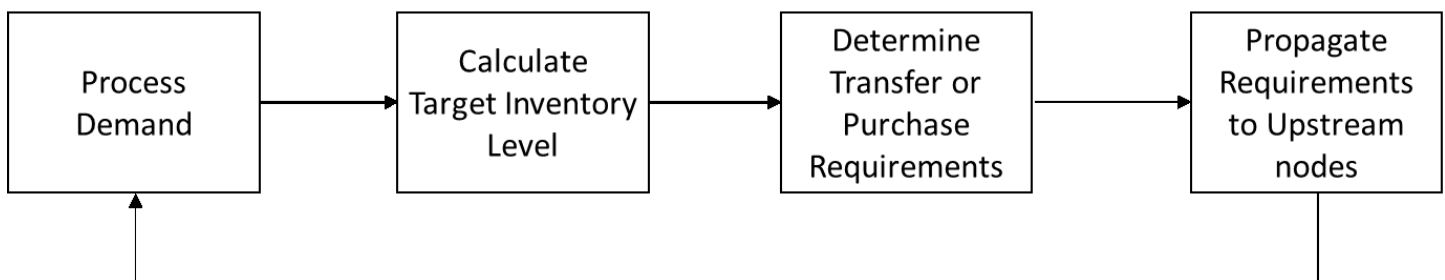 Process
Demand
Calculate
Target Inventory
Level
Determine
Transfer or
Purchase
Requirements
Propagate
Requirements
to Upstream
nodes